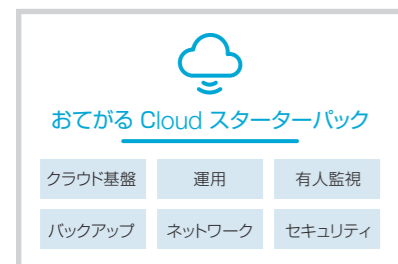 おてがる Cloud スターターパック
クラウド基盤 運用 有人監視
バックアップ ネットワーク セキュリティ